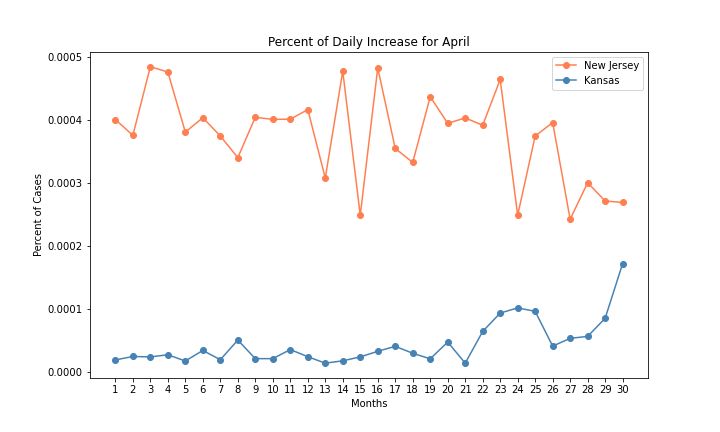 Percent of Daily Increase for April
New Jersey
Kansas
Percent of Cases
0.0005
0.0004
0.0003
0.0002
0.0001
0.0000
1 2 3 4 5 6 7 8 9 10 11 12 13 14 15 16 17 18 19 20 21 22 23 24 25 26 27 28 29 30
Months